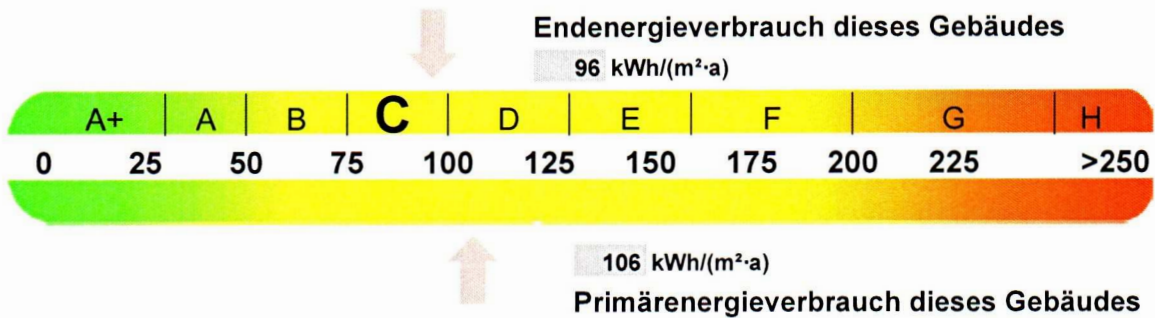 Endenergieverbrauch dieses Gebäudes
96 kWh/(m²·a)
A+ A B C D E F G H
0 25 50 75 100 125 150 175 200 225 >250
106 kWh/(m²·a)
Primärenergieverbrauch dieses Gebäudes